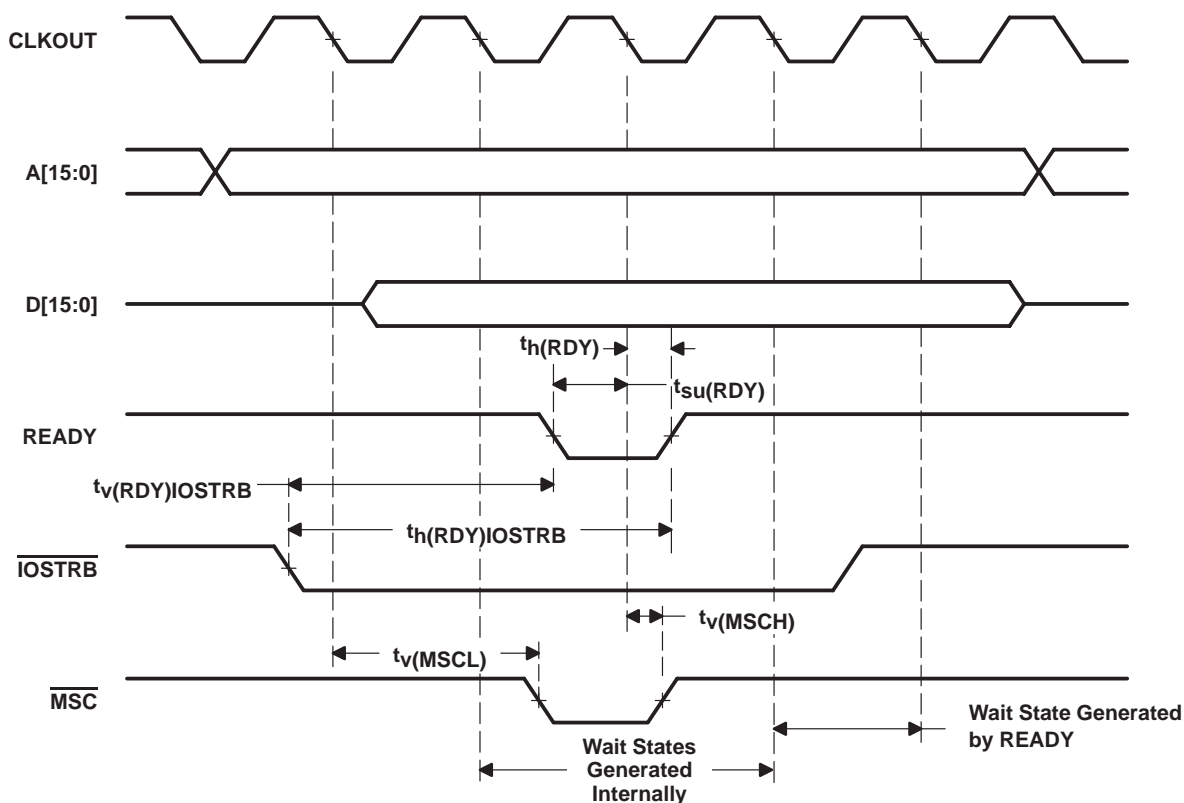 CLKOUT
A[15:0]
D[15:0]
th(RDY)
tsu(RDY)
READY
tv(RDY)IOSTRB
th(RDY)IOSTRB
IOSTRB
tv(MSCH)
tv(MSCL)
MSC
Wait State Generated
by READY
Wait States
Generated
Internally